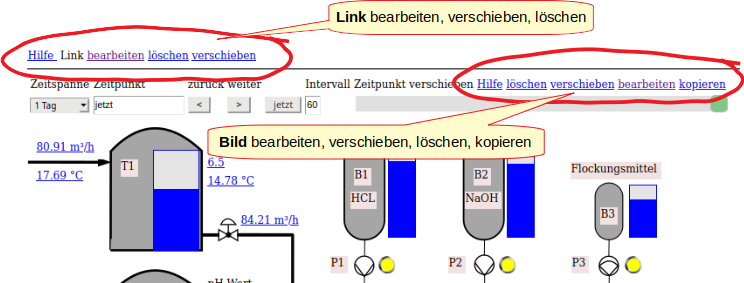 Link bearbeiten, verschieben, löschen
Hilfe Link bearbeiten löschen verschieben
Zeitspanne Zeitpunkt zurück weiter Intervall Zeitpunkt verschieben Hilfe löschen verschieben bearbeiten kopieren
1 Tag jetzt < > jetzt 60
Bild bearbeiten, verschieben, löschen, kopieren
80.91 m³/h
17.69 °C
T1
6.5
14.78 °C
84.21 m³/h
B1
HCL
B2
NaOH
Flockungsmittel
B3
P1
P2
P3
pH Wert